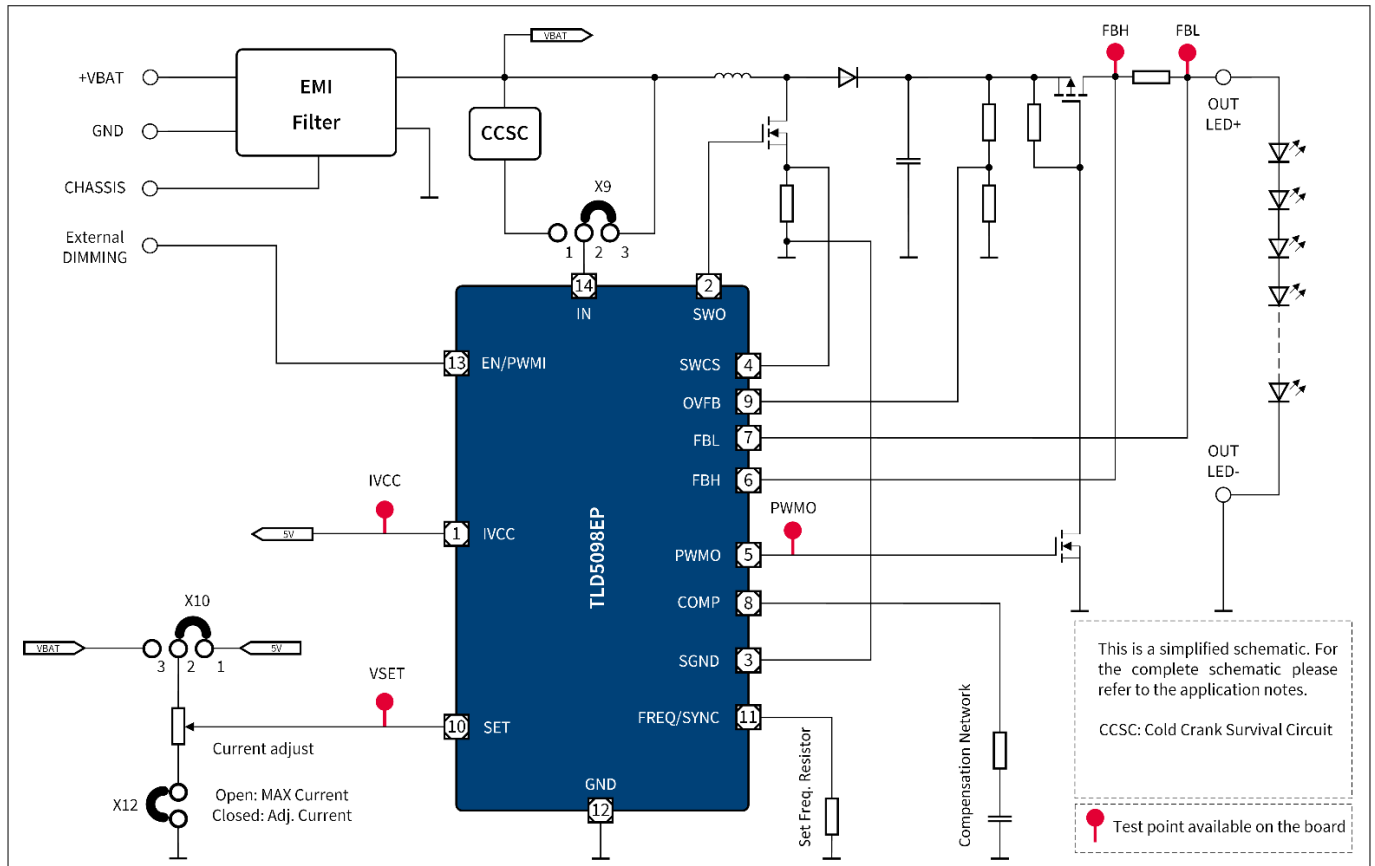 VBAT
FBH
FBL
+VBAT
EMI
Filter
GND
CCSC
OUT
LED+
CHASSIS
X9
External
DIMMING
1
2
3
14
2
IN
SWO
13
EN/PWMI
SWCS
4
OVFB
9
FBL
7
FBH
6
OUT
LED-
IVCC
5V
1
IVCC
TLD5098EP
PWMO
PWMO
5
COMP
8
X10
VBAT
3
2
1
5V
SGND
3
VSET
10
SET
FREQ/SYNC
11
Current adjust
X12
Open: MAX Current
Closed: Adj. Current
GND
12
Set Freq. Resistor
Compensation Network
This is a simplified schematic. For
the complete schematic please
refer to the application notes.
CCSC: Cold Crank Survival Circuit
Test point available on the board